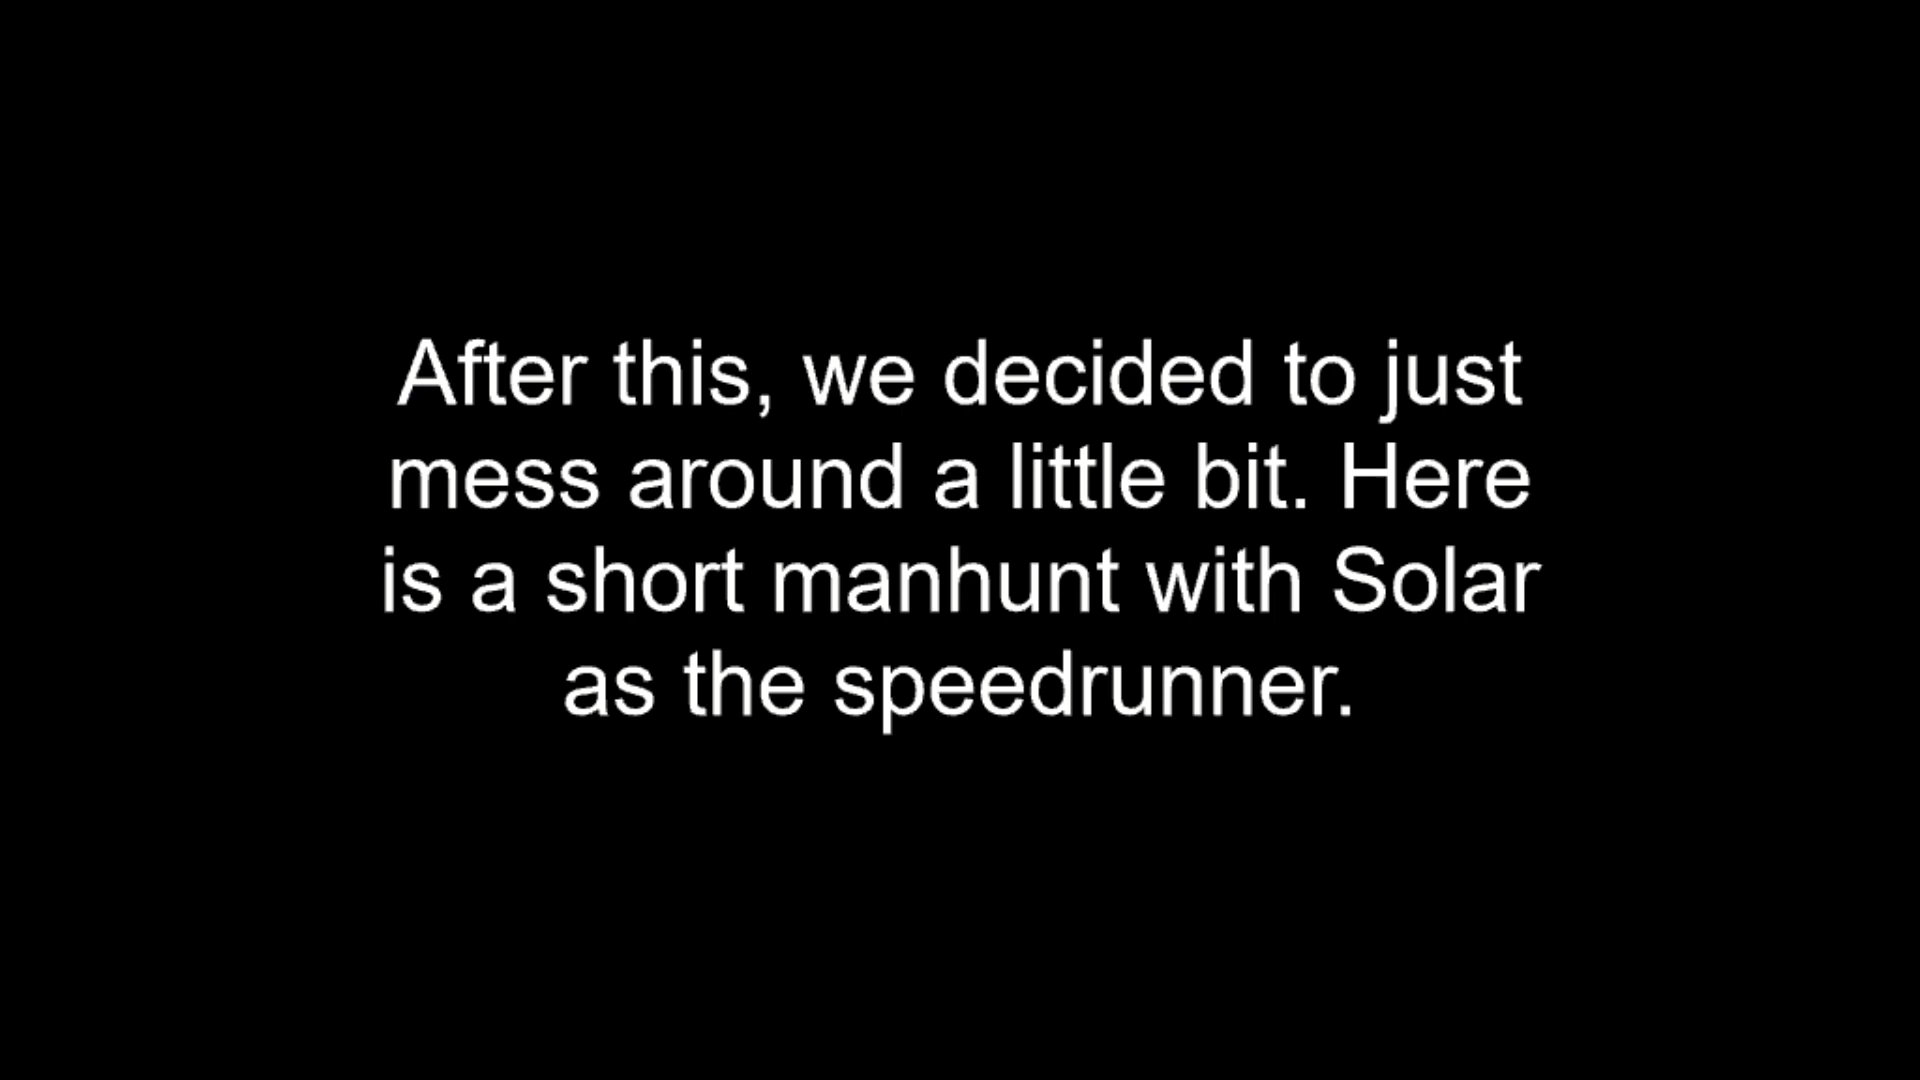 After this, we decided to just
mess around a little bit. Here
is a short manhunt with Solar
as the speedrunner.